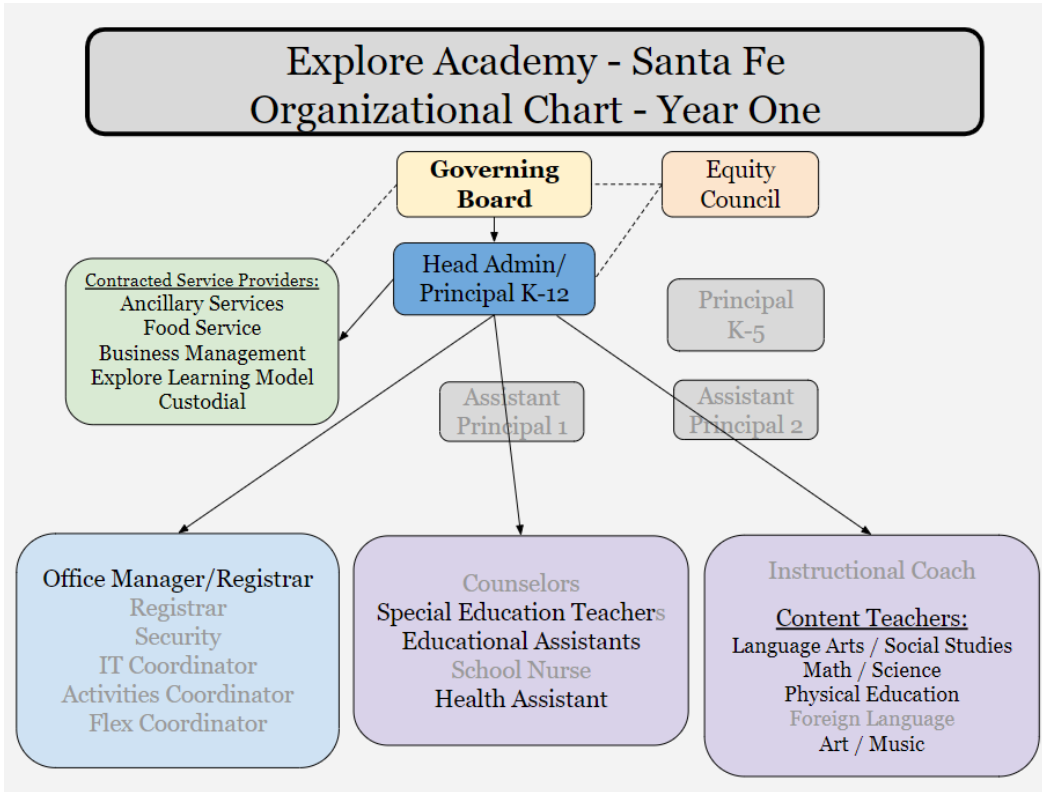 Explore Academy - Santa Fe
Organizational Chart - Year One
Governing
Board
Equity
Council
Head Admin/
Principal K-12
Contracted Service Providers:
Ancillary Services
Food Service
Business Management
Explore Learning Model
Custodial
Principal
K-5
Assistant
Principal 1
Assistant
Principal 2
Office Manager/Registrar
Registrar
Security
IT Coordinator
Activities Coordinator
Flex Coordinator
Counselors
Special Education Teachers
Educational Assistants
School Nurse
Health Assistant
Instructional Coach
Content Teachers:
Language Arts / Social Studies
Math / Science
Physical Education
Foreign Language
Art / Music